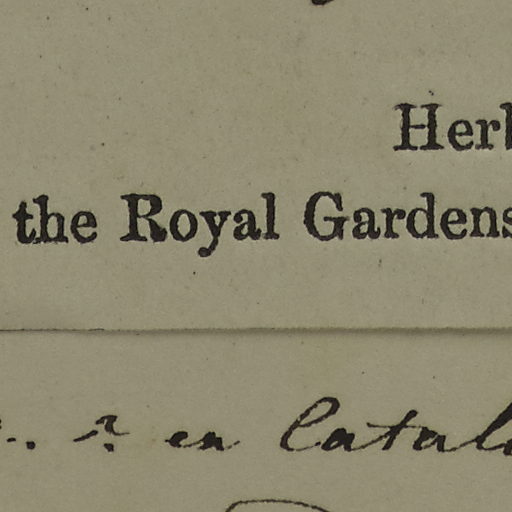 Herb
the Royal Gardens
? en Catal